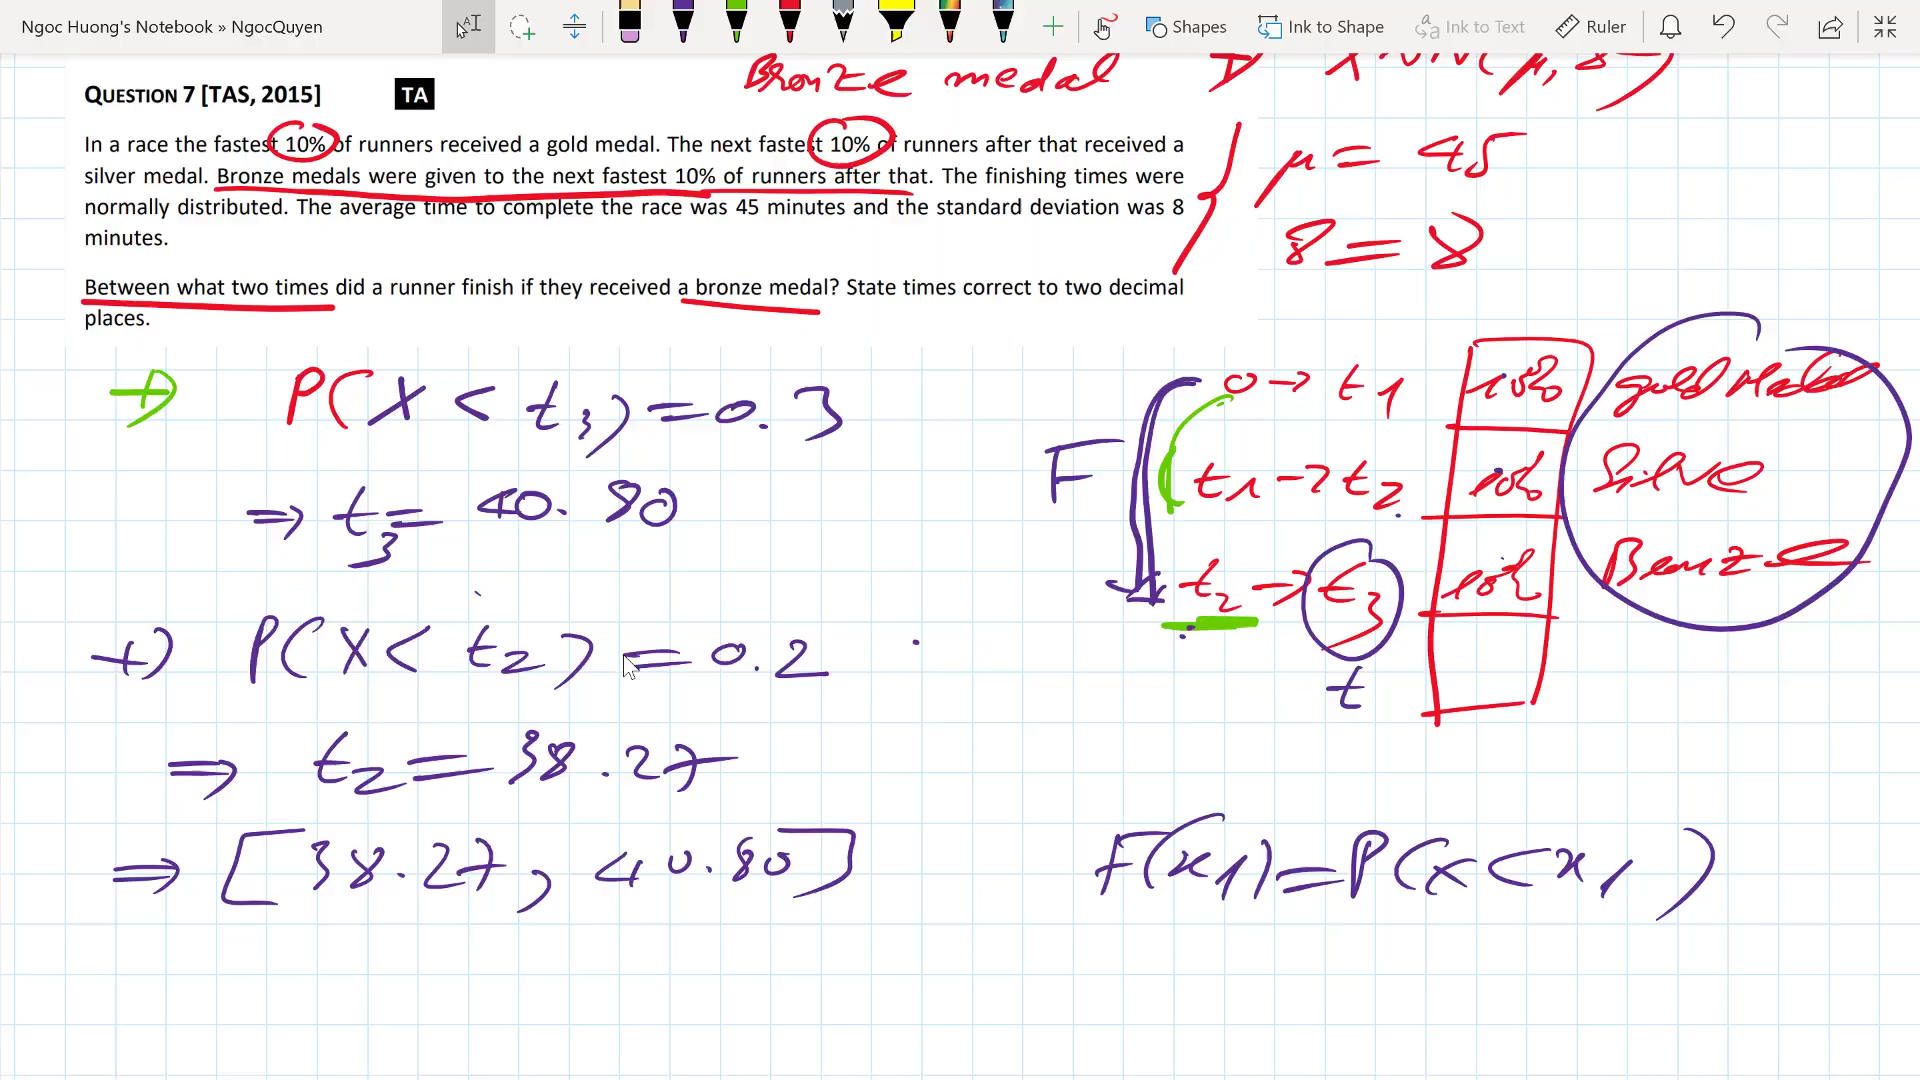 Ngoc Huong's Notebook » NgocQuyen
Shapes
Ink to Shape
Ink to Text
Ruler
Bronze medal
QUESTION 7 [TAS, 2015] TA
In a race the fastest 10% of runners received a gold medal. The next fastest 10% of runners after that received a
silver medal. Bronze medals were given to the next fastest 10% of runners after that. The finishing times were
normally distributed. The average time to complete the race was 45 minutes and the standard deviation was 8
minutes.
Between what two times did a runner finish if they received a bronze medal? State times correct to two decimal
places.
μ = 45
8 = 8
P(X < t3) = 0.3
⇒ t3 = 40.80
+) P(X < t2) = 0.2
⇒ t2 = 38.27
⇒ [38.27, 40.80]
F
0 → t1 10% gold Medal
t1 → t2 10% Silve
t2 → t3 10% Bronze
t
F(x1) = P(X < x1)